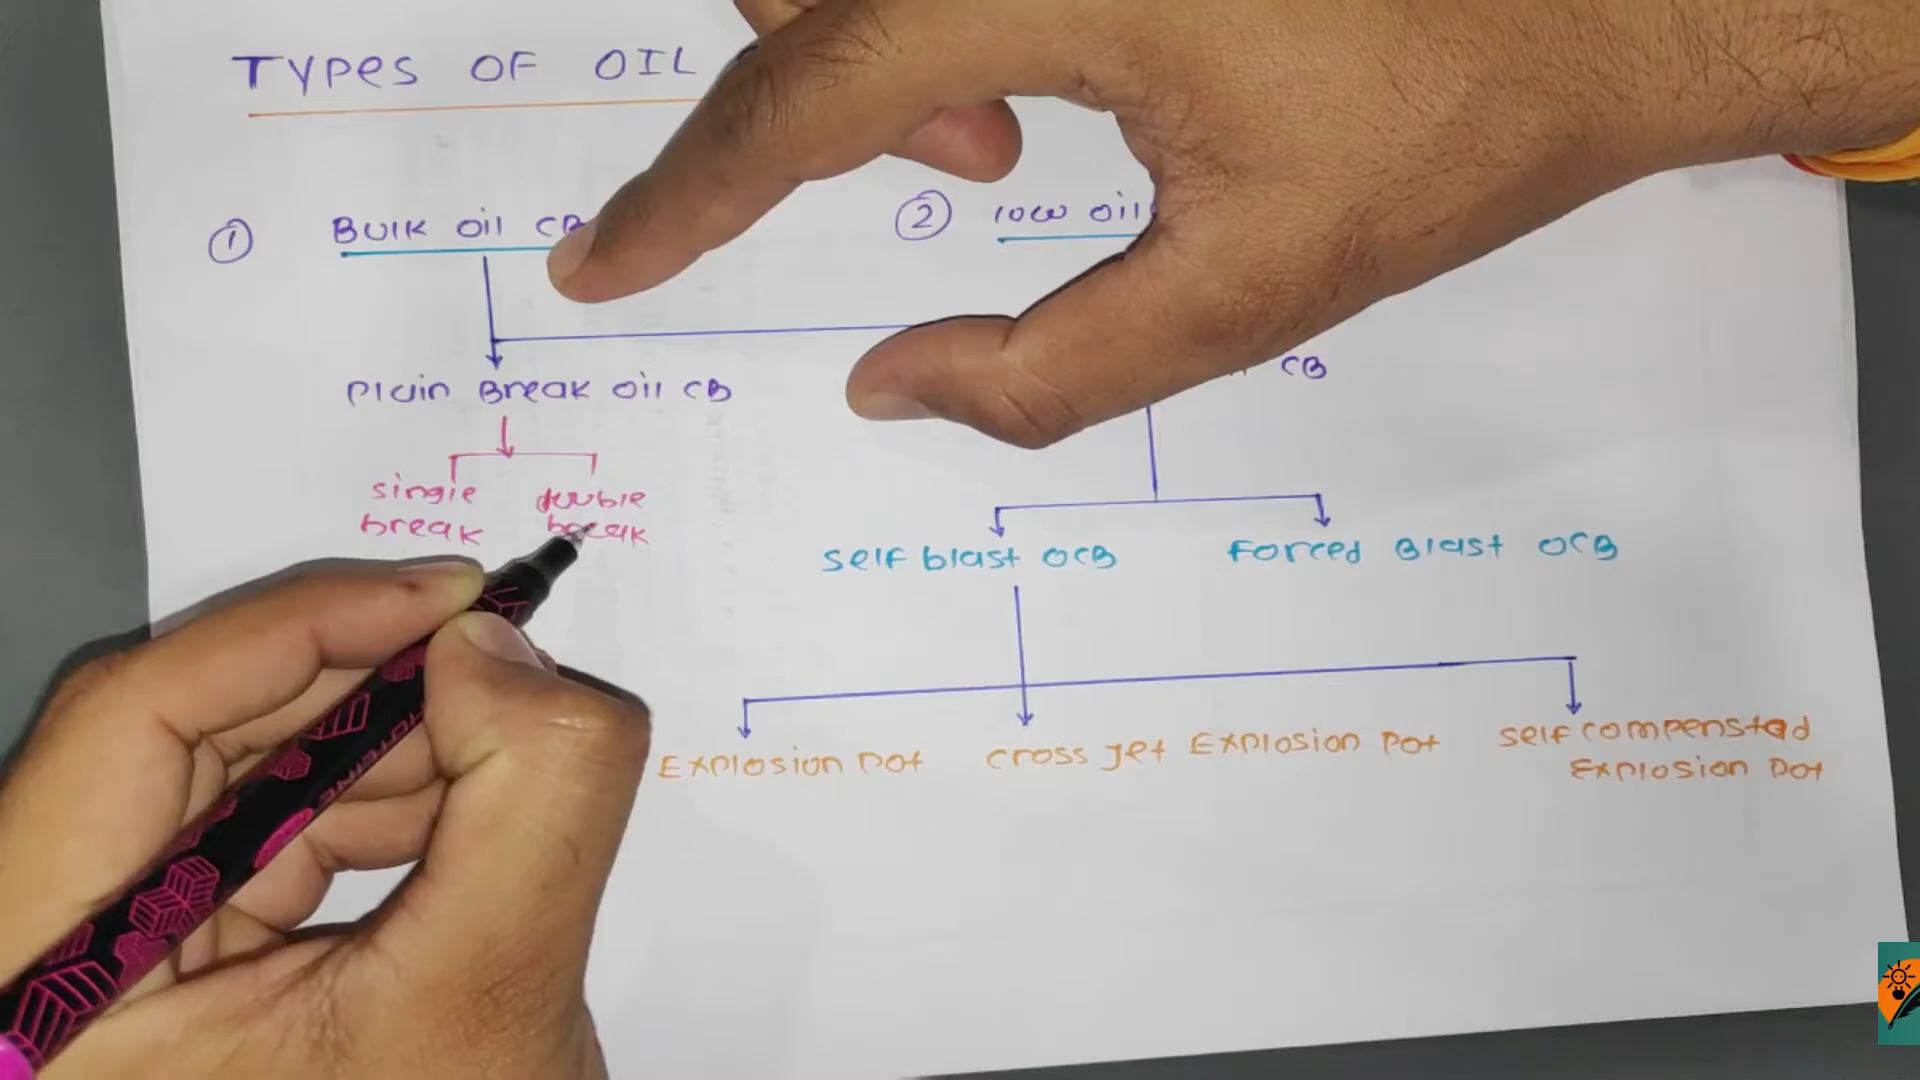 TYPES OF OIL
① Bulk oil CB
② low oil
Plain Break oil CB
CB
single break
double break
self blast OCB
Forced Blast OCB
Explosion Pot
cross jet Explosion Pot
self compenstad
Explosion Pot